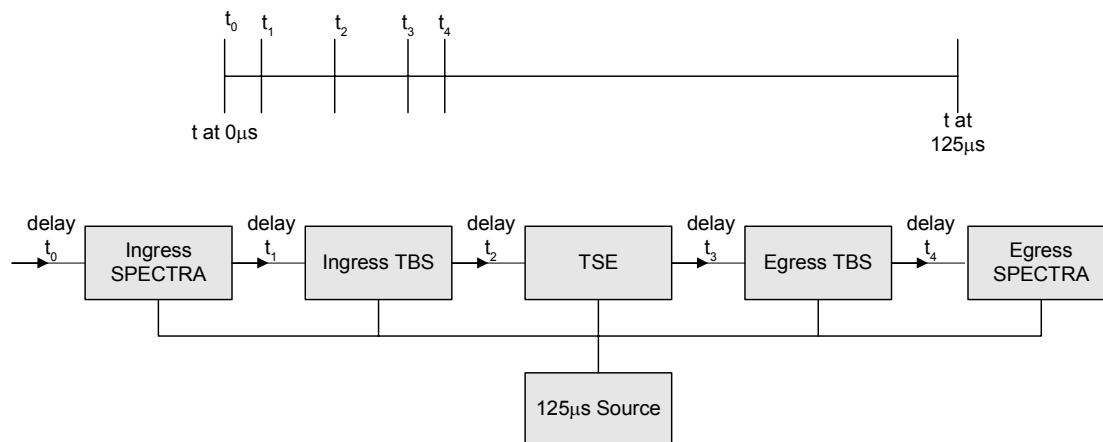 t0 t1 t2 t3 t4
t at 0μs
t at
125μs
delay
t0
Ingress
SPECTRA
delay
t1
Ingress TBS
delay
t2
TSE
delay
t3
Egress TBS
delay
t4
Egress
SPECTRA
125μs Source